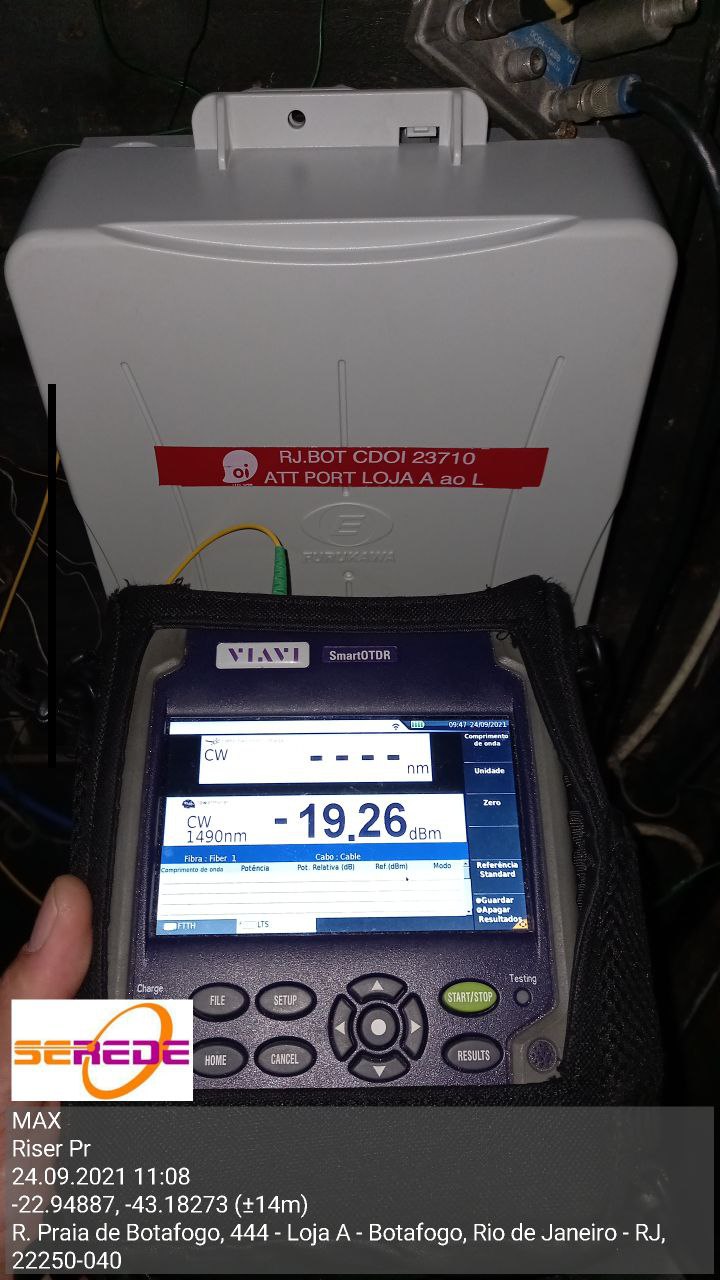 oi
RJ.BOT CDOI 23710
ATT PORT LOJA A ao L
FURUKAWA
VIAVI
SmartOTDR
09:47 24/09/2021
CW
- - - - nm
Comprimento de onda
Unidade
Zero
CW
1490nm
-19.26 dBm
Fibra : Fiber 1
Cabo : Cable
Comprimento de onda
Potência
Pot. Relativa (dB)
Ref.(dBm)
Modo
Referência
Standard
Guardar
Apagar
Resultados
FTTH
LTS
Charge
Testing
FILE
SETUP
START/STOP
HOME
CANCEL
RESULTS
SEREDE
MAX
Riser Pr
24.09.2021 11:08
-22.94887, -43.18273 (±14m)
R. Praia de Botafogo, 444 - Loja A - Botafogo, Rio de Janeiro - RJ,
22250-040